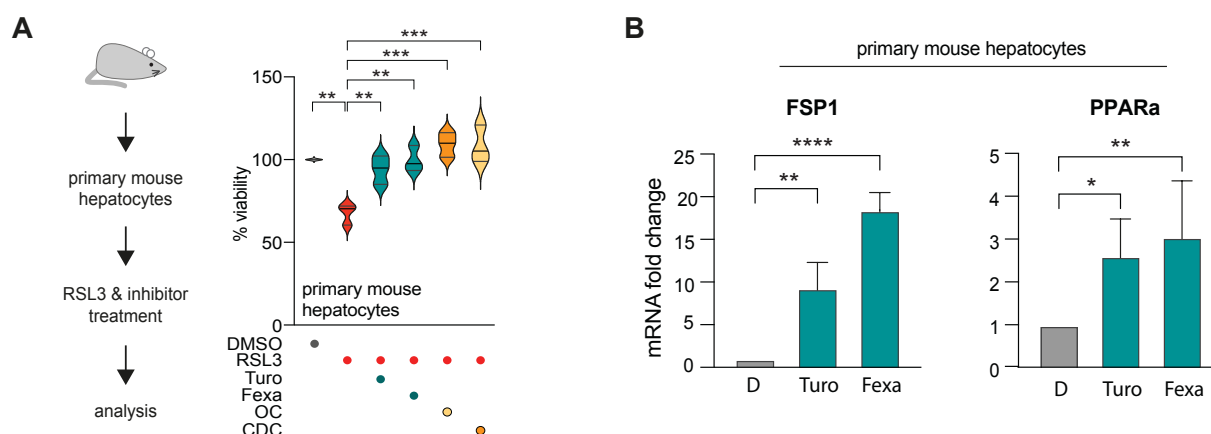 A
primary mouse
hepatocytes
RSL3 & inhibitor
treatment
analysis
***
***
**
** **
150
100
50
0
% viability
primary mouse
hepatocytes
DMSO
RSL3
Turo
Fexa
OC
CDC
B
primary mouse hepatocytes
FSP1
mRNA fold change
25
20
15
10
5
0
****
**
D Turo Fexa
PPARa
5
4
3
2
1
0
**
*
D Turo Fexa